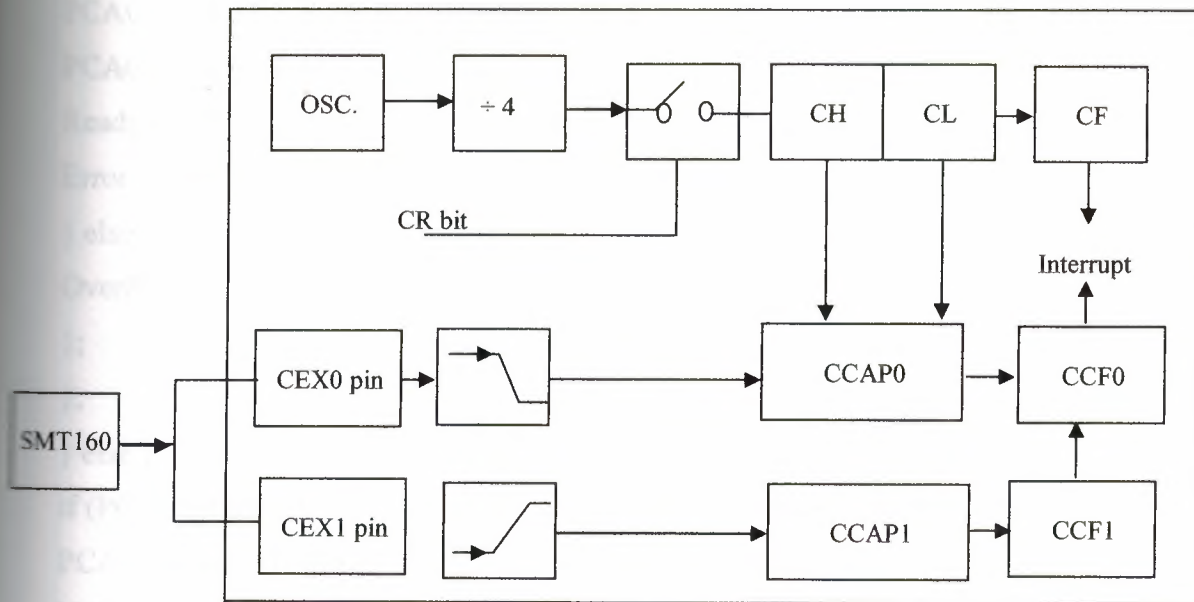 OSC.
÷ 4
CH
CL
CF
CR bit
Interrupt
CEX0 pin
CCAP0
CCF0
SMT160
CEX1 pin
CCAP1
CCF1